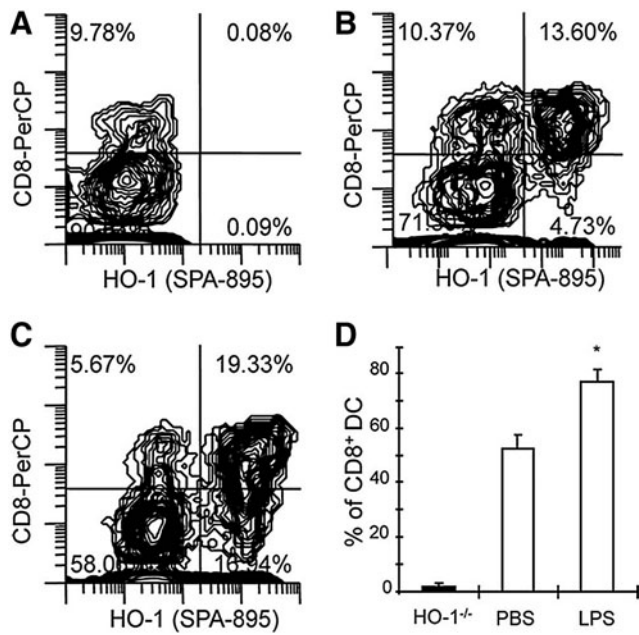 A
9.78% 0.08%
CD8-PerCP
0.09%
HO-1 (SPA-895)
B
10.37% 13.60%
CD8-PerCP
4.73%
HO-1 (SPA-895)
C
5.67% 19.33%
CD8-PerCP
HO-1 (SPA-895)
D
80
60
40
20
0
% of CD8⁺ DC
*
HO-1⁻/⁻ PBS LPS